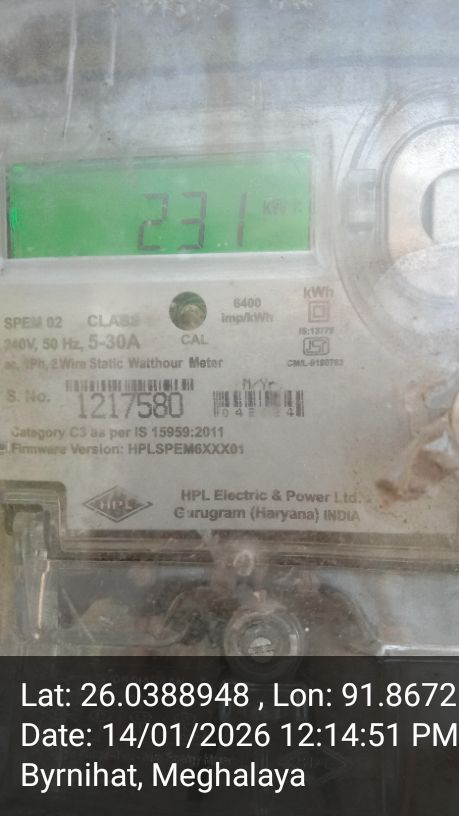 231 kWh
SPEM 02 CLASS 1
240V, 50 Hz, 5-30A
CAL
6400
imp/kWh
kWh
IS:13779
ac, 1Ph, 2Wire Static Watthour Meter
S. No. 1217580
M/Yr.
Category C3 as per IS 15959:2011
Firmware Version: HPLSPEM6XXX01
HPL
HPL Electric & Power Ltd.
Gurugram (Haryana) INDIA
Lat: 26.0388948 , Lon: 91.8672
Date: 14/01/2026 12:14:51 PM
Byrnihat, Meghalaya